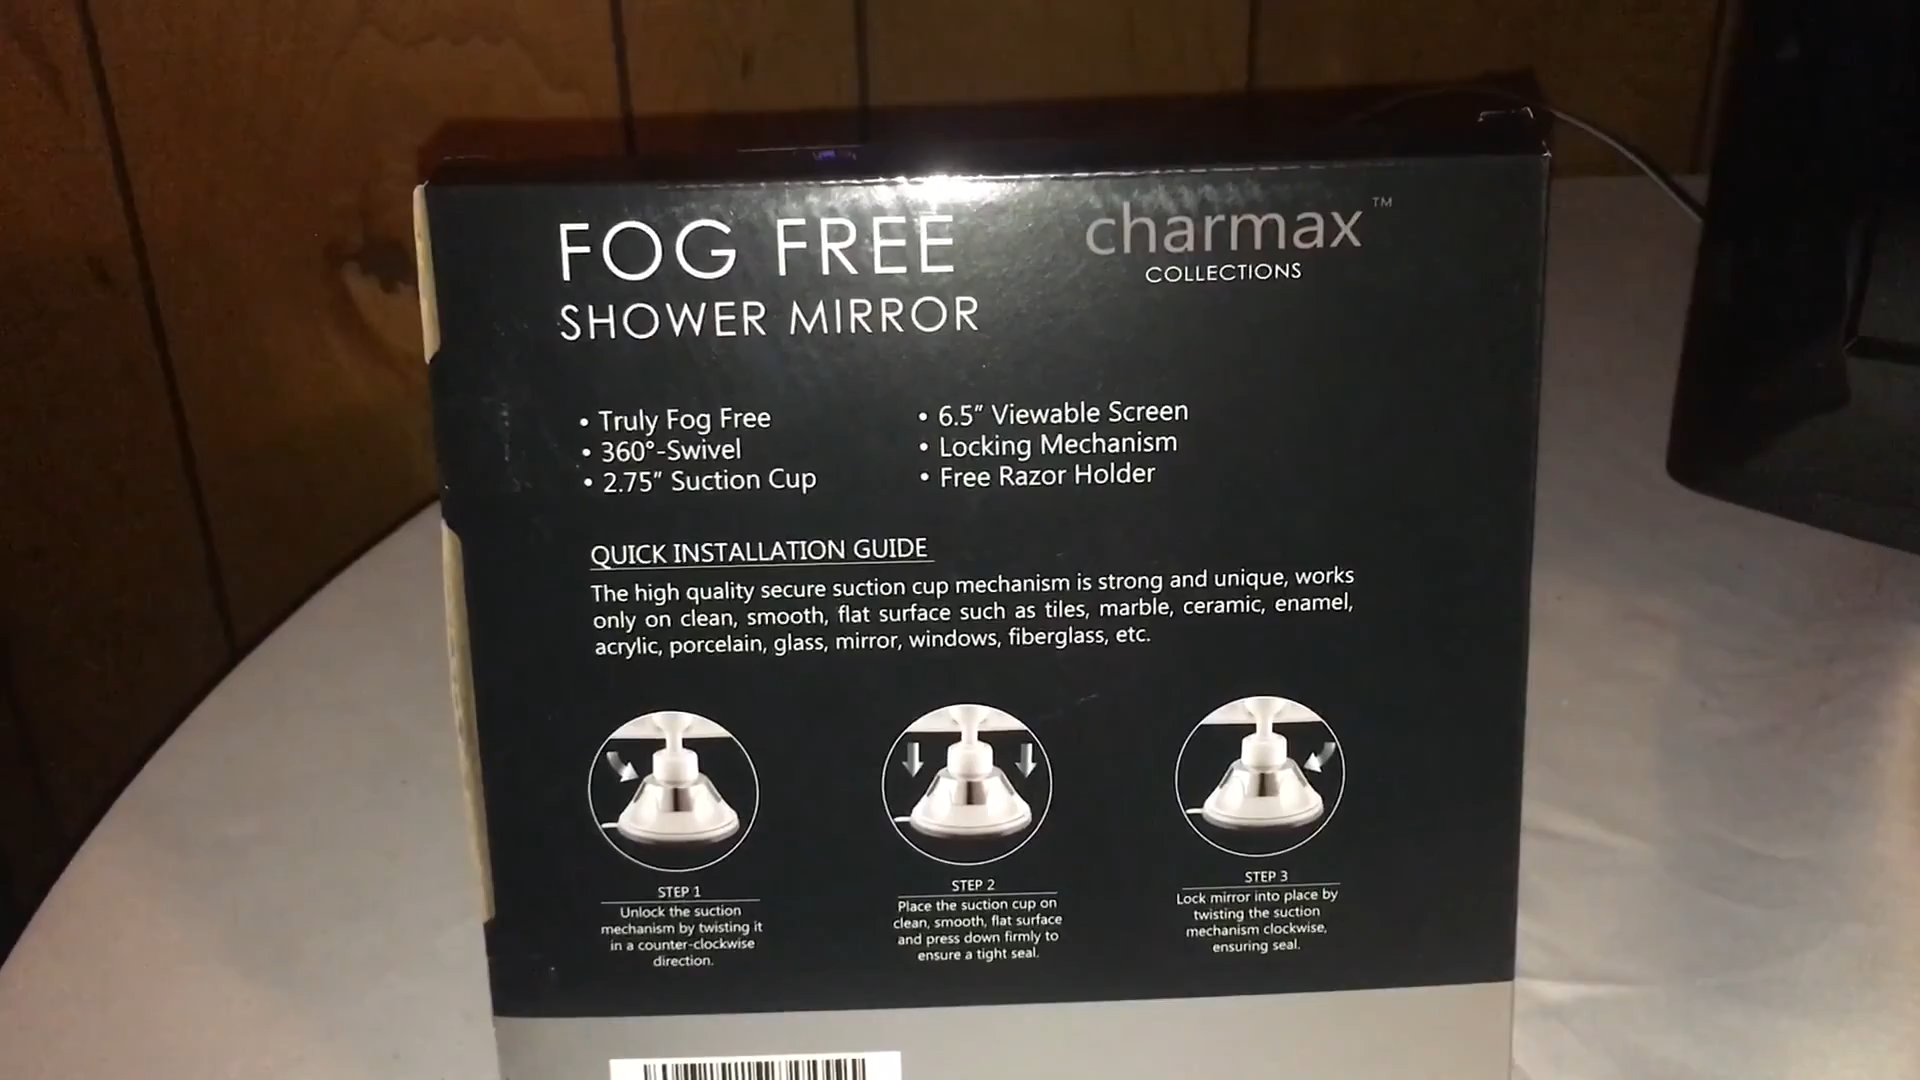 FOG FREE
SHOWER MIRROR
charmax™
COLLECTIONS
• Truly Fog Free
• 360°-Swivel
• 2.75" Suction Cup
• 6.5" Viewable Screen
• Locking Mechanism
• Free Razor Holder
QUICK INSTALLATION GUIDE
The high quality secure suction cup mechanism is strong and unique, works
only on clean, smooth, flat surface such as tiles, marble, ceramic, enamel,
acrylic, porcelain, glass, mirror, windows, fiberglass, etc.
STEP 1
Unlock the suction
mechanism by twisting it
in a counter-clockwise
direction.
STEP 2
Place the suction cup on
clean, smooth, flat surface
and press down firmly to
ensure a tight seal.
STEP 3
Lock mirror into place by
twisting the suction
mechanism clockwise,
ensuring seal.